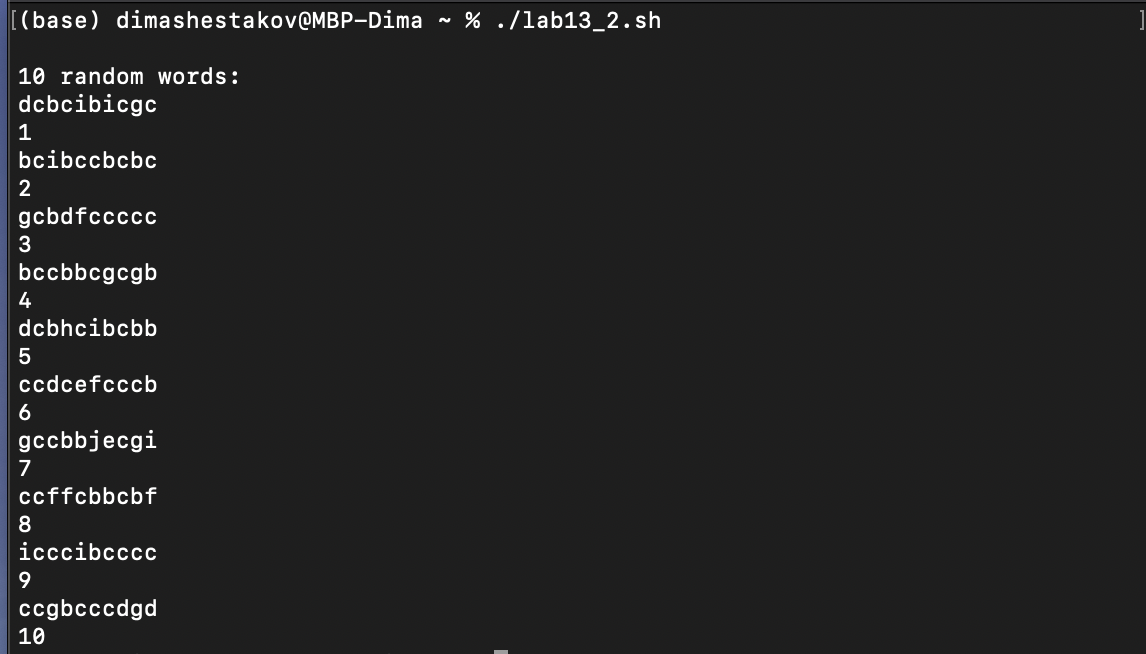 [(base) dimashestakov@MBP-Dima ~ % ./lab13_2.sh ]
10 random words:
dcbcibicgc
1
bcibccbcbc
2
gcbdfccccc
3
bccbbcgcgb
4
dcbhcibcbb
5
ccdcefcccb
6
gccbbjecgi
7
ccffcbbcbf
8
icccibcccc
9
ccgbcccdgd
10